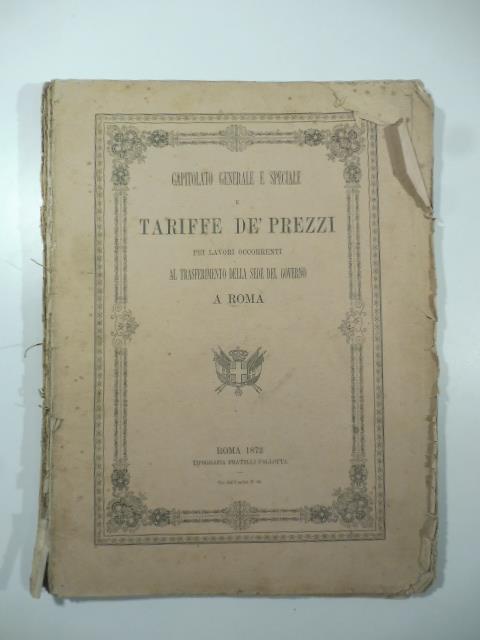 CAPITOLATO GENERALE E SPECIALE
E
TARIFFE DE' PREZZI
PEI LAVORI OCCORRENTI
AL TRASFERIMENTO DELLA SEDE DEL GOVERNO
A ROMA
ROMA 1872
TIPOGRAFIA FRATELLI PALLOTTA